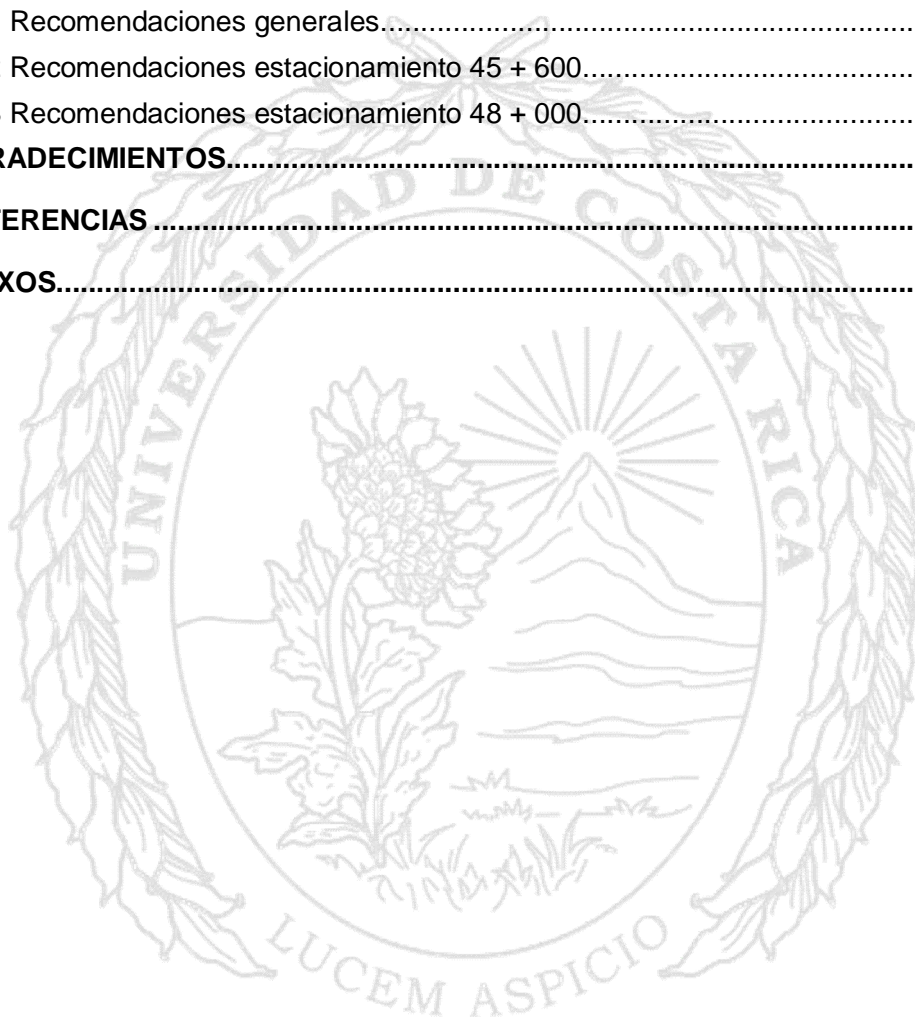 Recomendaciones generales........................................................................
Recomendaciones estacionamiento 45 + 600............................................
Recomendaciones estacionamiento 48 + 000............................................
RADECIMIENTOS.......................................................................................
FERENCIAS ................................................................................................
XOS.............................................................................................................
UNIVERSIDAD DE COSTA RICA
LUCEM ASPICIO